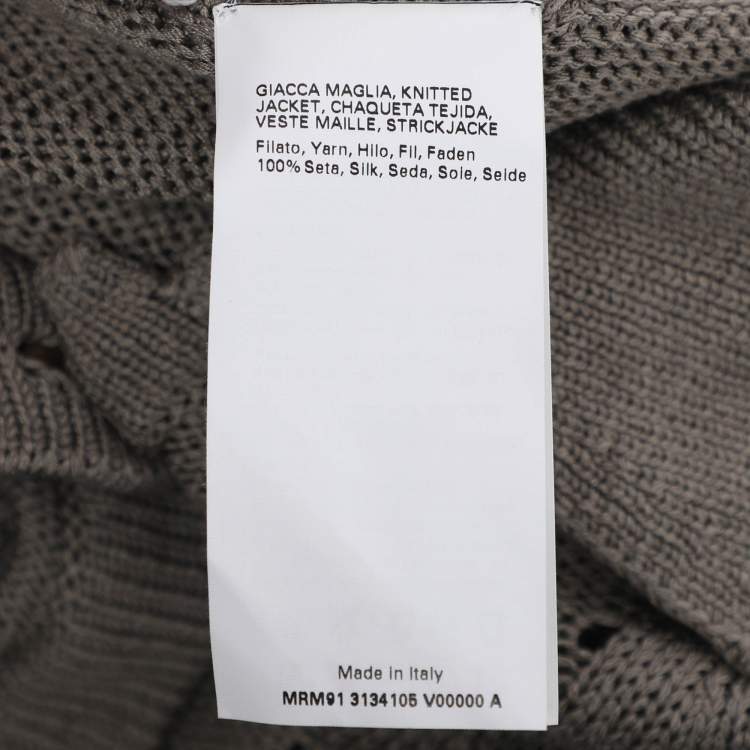 GIACCA MAGLIA, KNITTED
JACKET, CHAQUETA TEJIDA,
VESTE MAILLE, STRICKJACKE
Filato, Yarn, Hilo, Fil, Faden
100% Seta, Silk, Seda, Soie, Seide
Made in Italy
MRM91 3134105 V00000 A